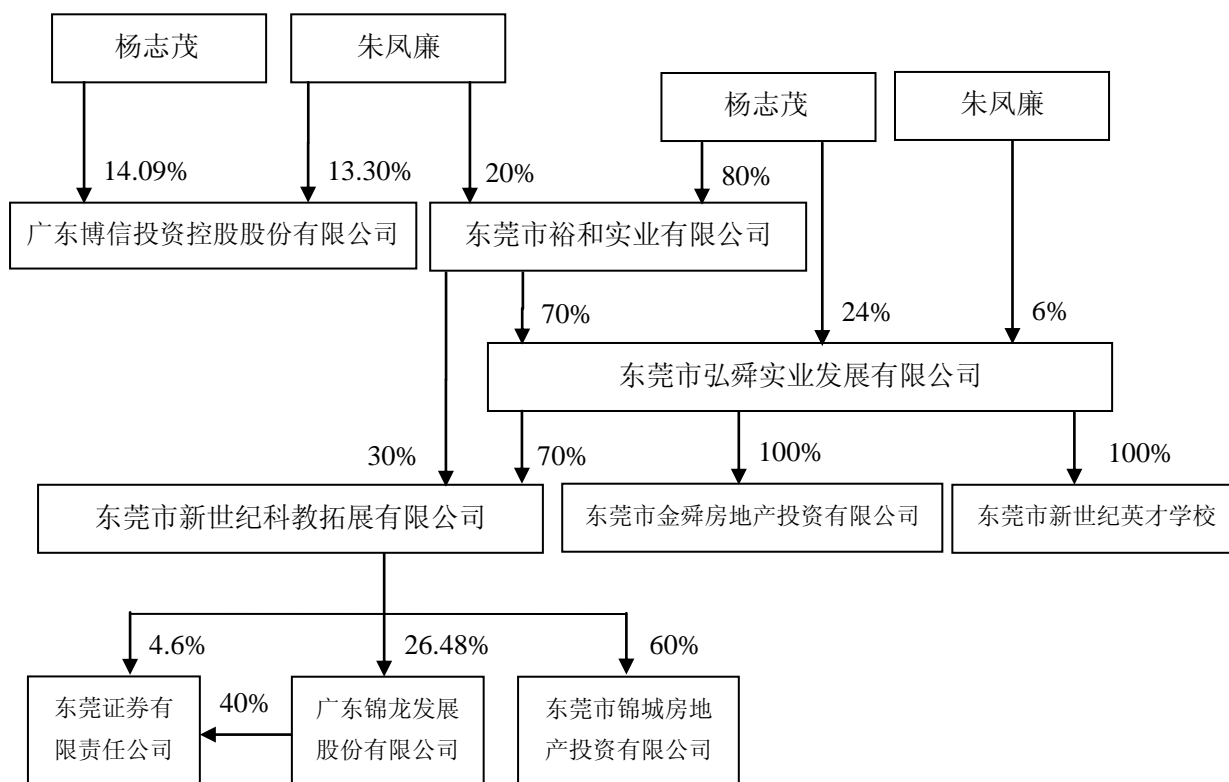 杨志茂
朱凤廉
杨志茂
朱凤廉
14.09%
13.30%
20%
80%
广东博信投资控股股份有限公司
东莞市裕和实业有限公司
70%
24%
6%
东莞市弘舜实业发展有限公司
30%
70%
100%
100%
东莞市新世纪科教拓展有限公司
东莞市金舜房地产投资有限公司
东莞市新世纪英才学校
4.6%
26.48%
60%
东莞证券有
限责任公司
40%
广东锦龙发展
股份有限公司
东莞市锦城房地
产投资有限公司